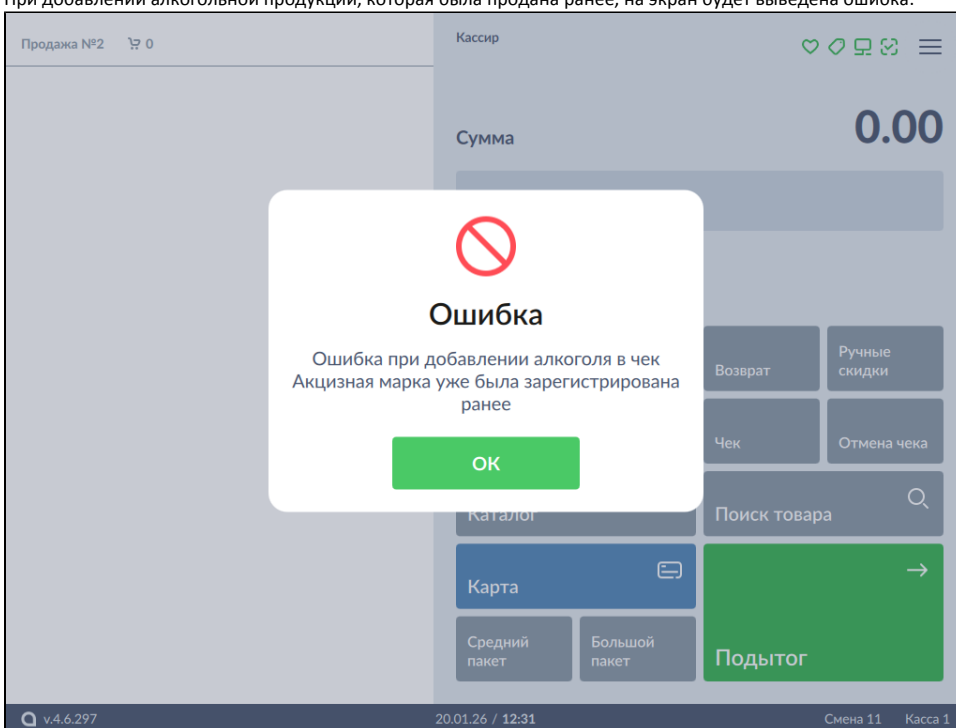 При добавлении алкогольной продукции, которая была продана ранее, на экран будет выведена ошибка.
Продажа №2 0
Кассир
Сумма
0.00
Ошибка
Ошибка при добавлении алкоголя в чек
Акцизная марка уже была зарегистрирована
ранее
ОК
Возврат
Ручные
скидки
Чек
Отмена чека
Каталог
Поиск товара
Карта
Средний
пакет
Большой
пакет
Подытог
v.4.6.297
20.01.26 / 12:31
Смена 11 Касса 1